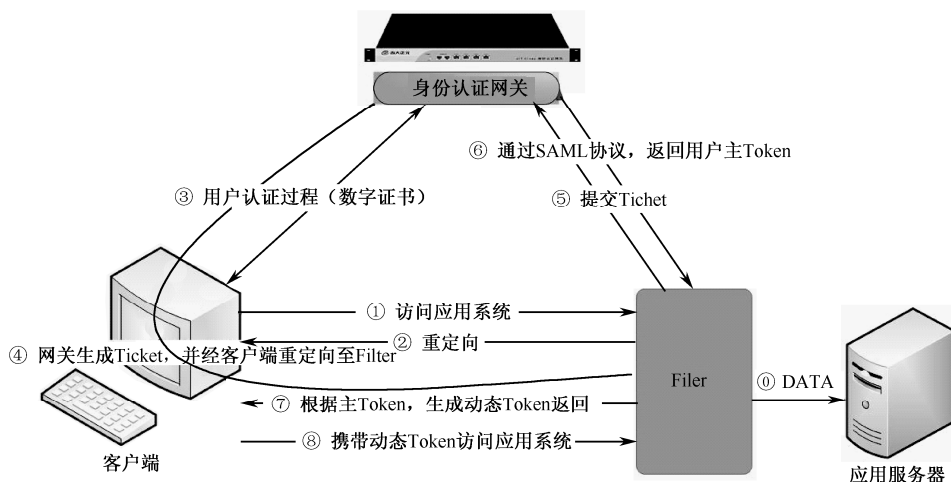 身份认证网关
⑥ 通过SAML协议，返回用户主Token
③ 用户认证过程（数字证书）
⑤ 提交Tichet
① 访问应用系统
② 重定向
④ 网关生成Ticket，并经客户端重定向至Filter
Filer
⓪ DATA
⑦ 根据主Token，生成动态Token返回
⑧ 携带动态Token访问应用系统
客户端
应用服务器